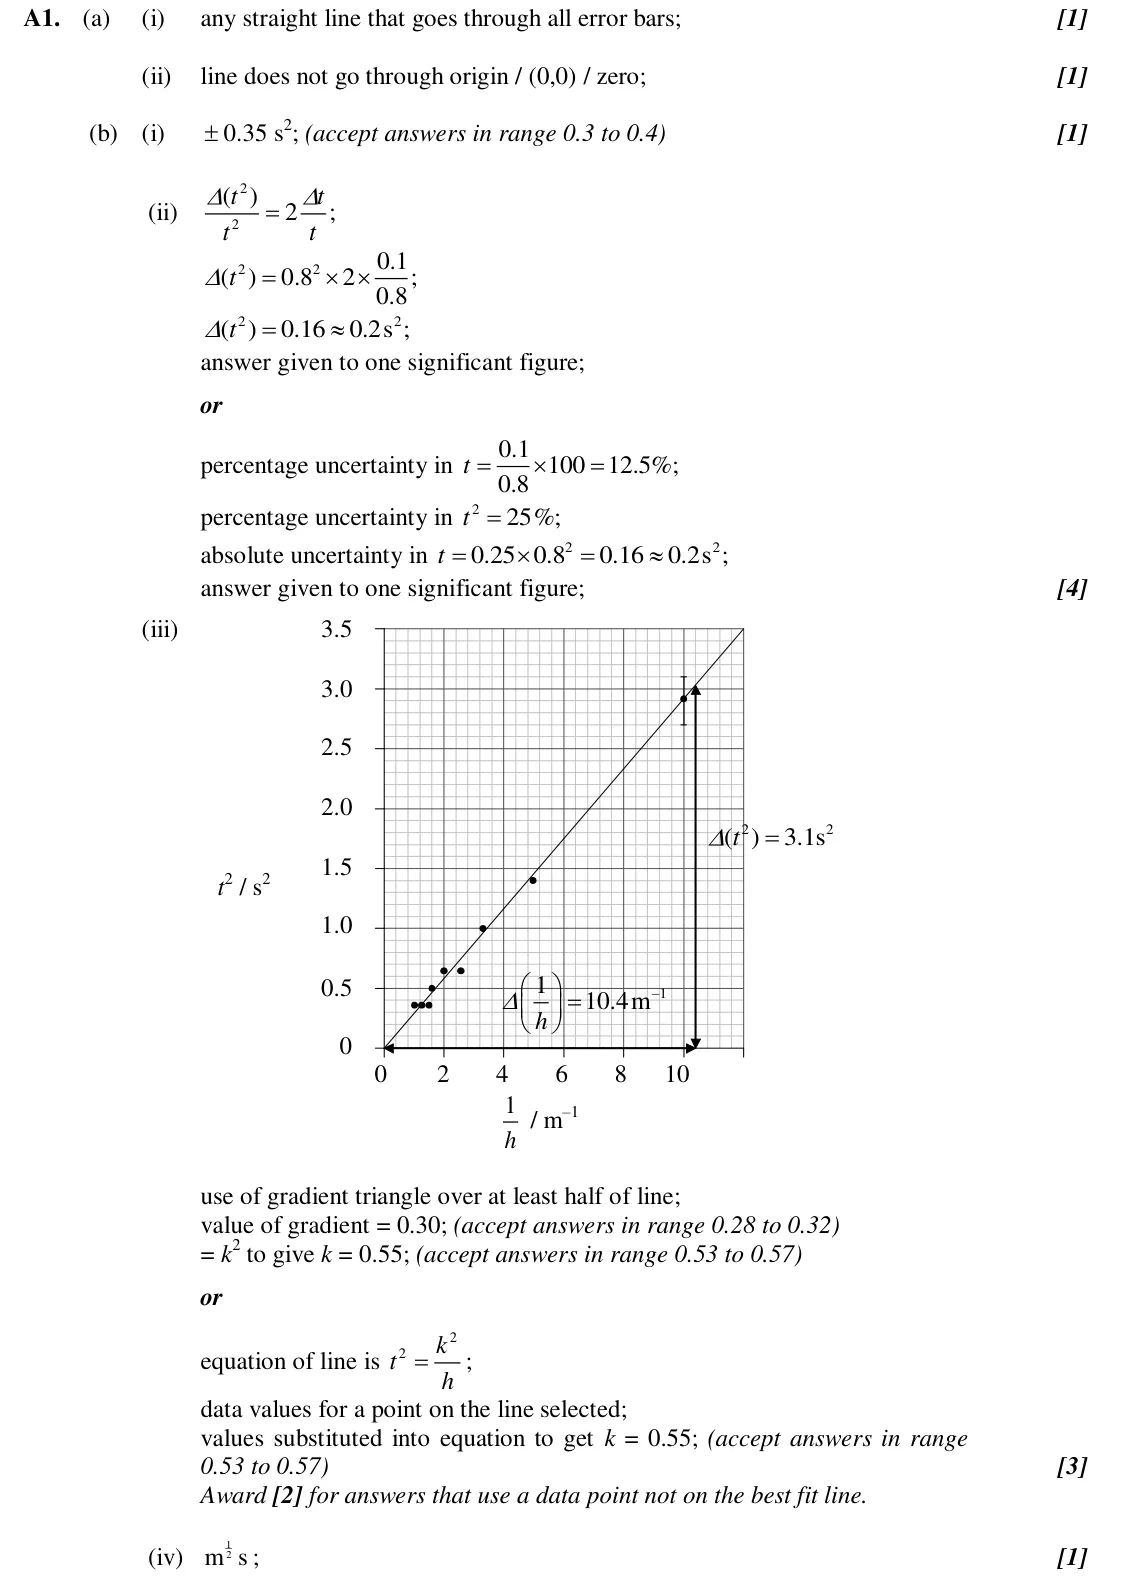 A1. (a) (i) any straight line that goes through all error bars; [1]
(ii) line does not go through origin / (0,0) / zero; [1]
(b) (i) ± 0.35 s²; (accept answers in range 0.3 to 0.4) [1]
(ii) Δ(t²)/t² = 2 Δt/t;
Δ(t²) = 0.8² × 2 × 0.1/0.8;
Δ(t²) = 0.16 ≈ 0.2 s²;
answer given to one significant figure;
or
percentage uncertainty in t = 0.1/0.8 × 100 = 12.5%;
percentage uncertainty in t² = 25%;
absolute uncertainty in t = 0.25 × 0.8² = 0.16 ≈ 0.2 s²;
answer given to one significant figure; [4]
(iii)
3.5
3.0
2.5
2.0
Δ(t²) = 3.1s²
1.5
t² / s²
1.0
0.5
Δ(1/h) = 10.4 m⁻¹
0
0 2 4 6 8 10
1/h / m⁻¹
use of gradient triangle over at least half of line;
value of gradient = 0.30; (accept answers in range 0.28 to 0.32)
= k² to give k = 0.55; (accept answers in range 0.53 to 0.57)
or
equation of line is t² = k²/h;
data values for a point on the line selected;
values substituted into equation to get k = 0.55; (accept answers in range
0.53 to 0.57) [3]
Award [2] for answers that use a data point not on the best fit line.
(iv) m^½ s; [1]